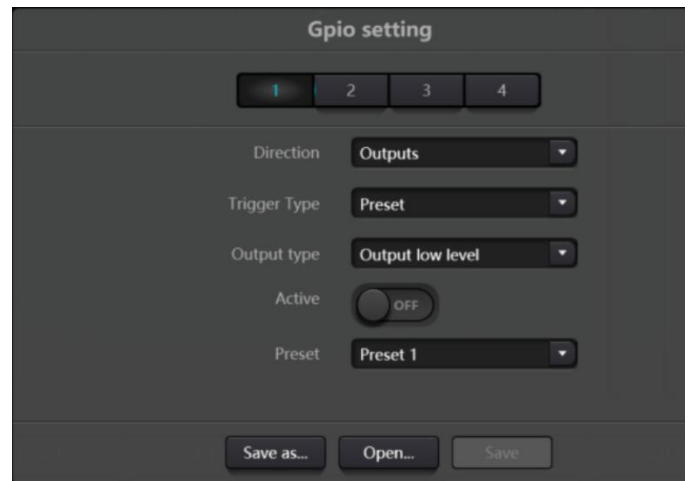 Gpio setting
1 2 3 4
Direction Outputs
Trigger Type Preset
Output type Output low level
Active OFF
Preset Preset 1
Save as... Open... Save